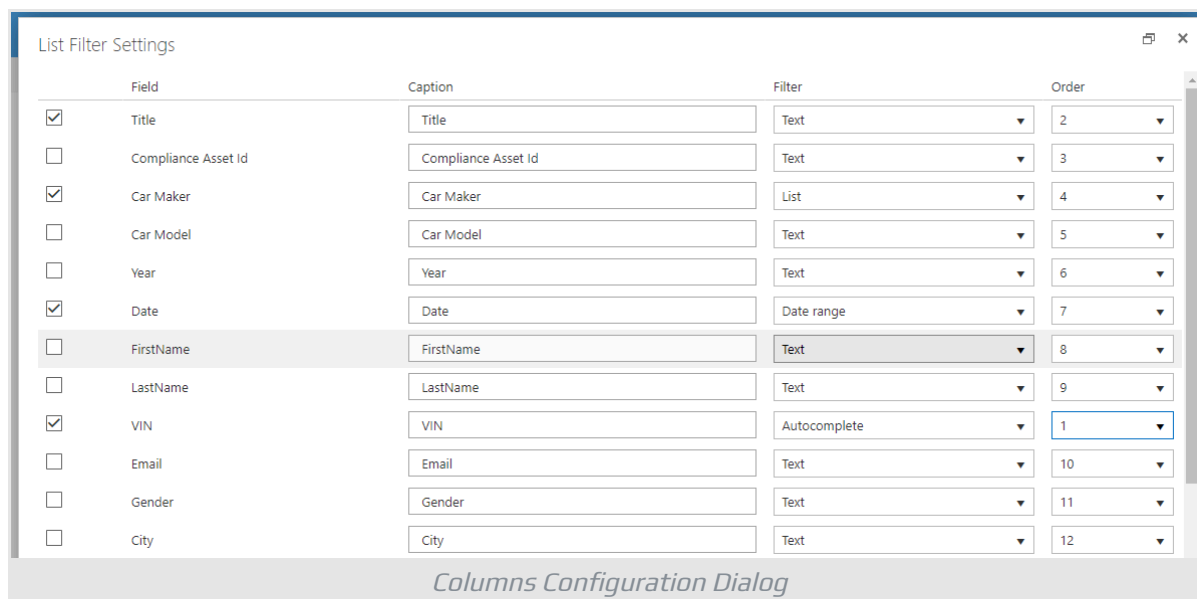 List Filter Settings
Field Caption Filter Order
Title Title Text 2
Compliance Asset Id Compliance Asset Id Text 3
Car Maker Car Maker List 4
Car Model Car Model Text 5
Year Year Text 6
Date Date Date range 7
FirstName FirstName Text 8
LastName LastName Text 9
VIN VIN Autocomplete 1
Email Email Text 10
Gender Gender Text 11
City City Text 12
Columns Configuration Dialog